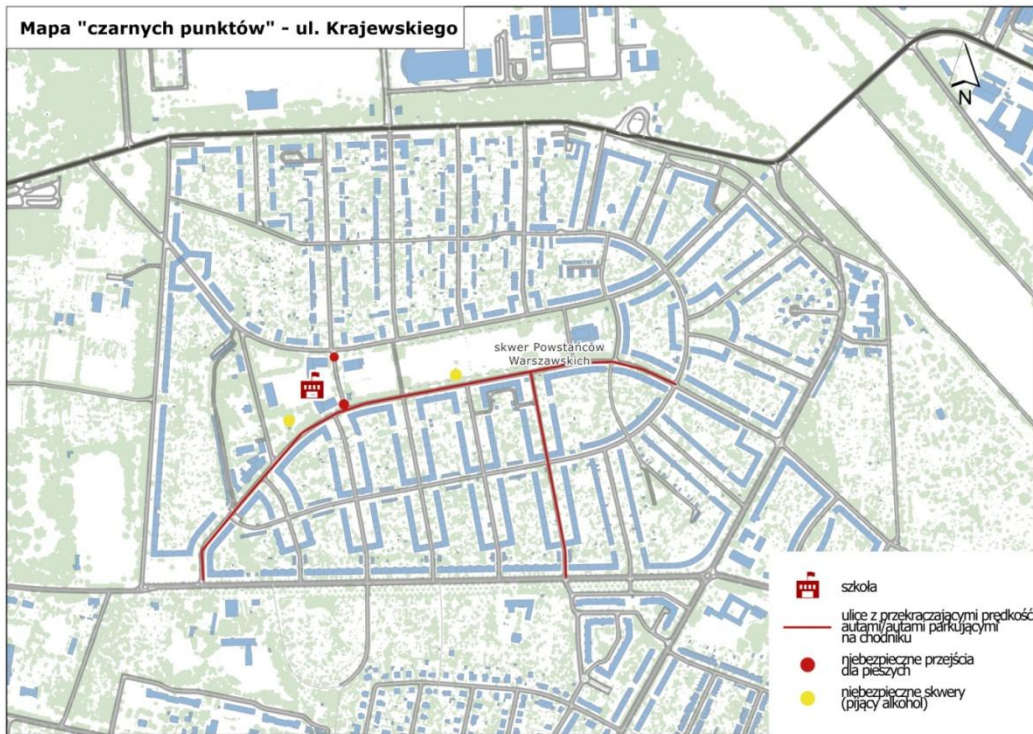 Mapa "czarnych punktów" - ul. Krajewskiego
N
skwer Powstańców
Warszawskich
szkoła
ulice z przekraczającymi prędkość
autami/autami parkującymi
na chodniku
niebezpieczne przejścia
dla pieszych
niebezpieczne skwery
(pijący alkohol)